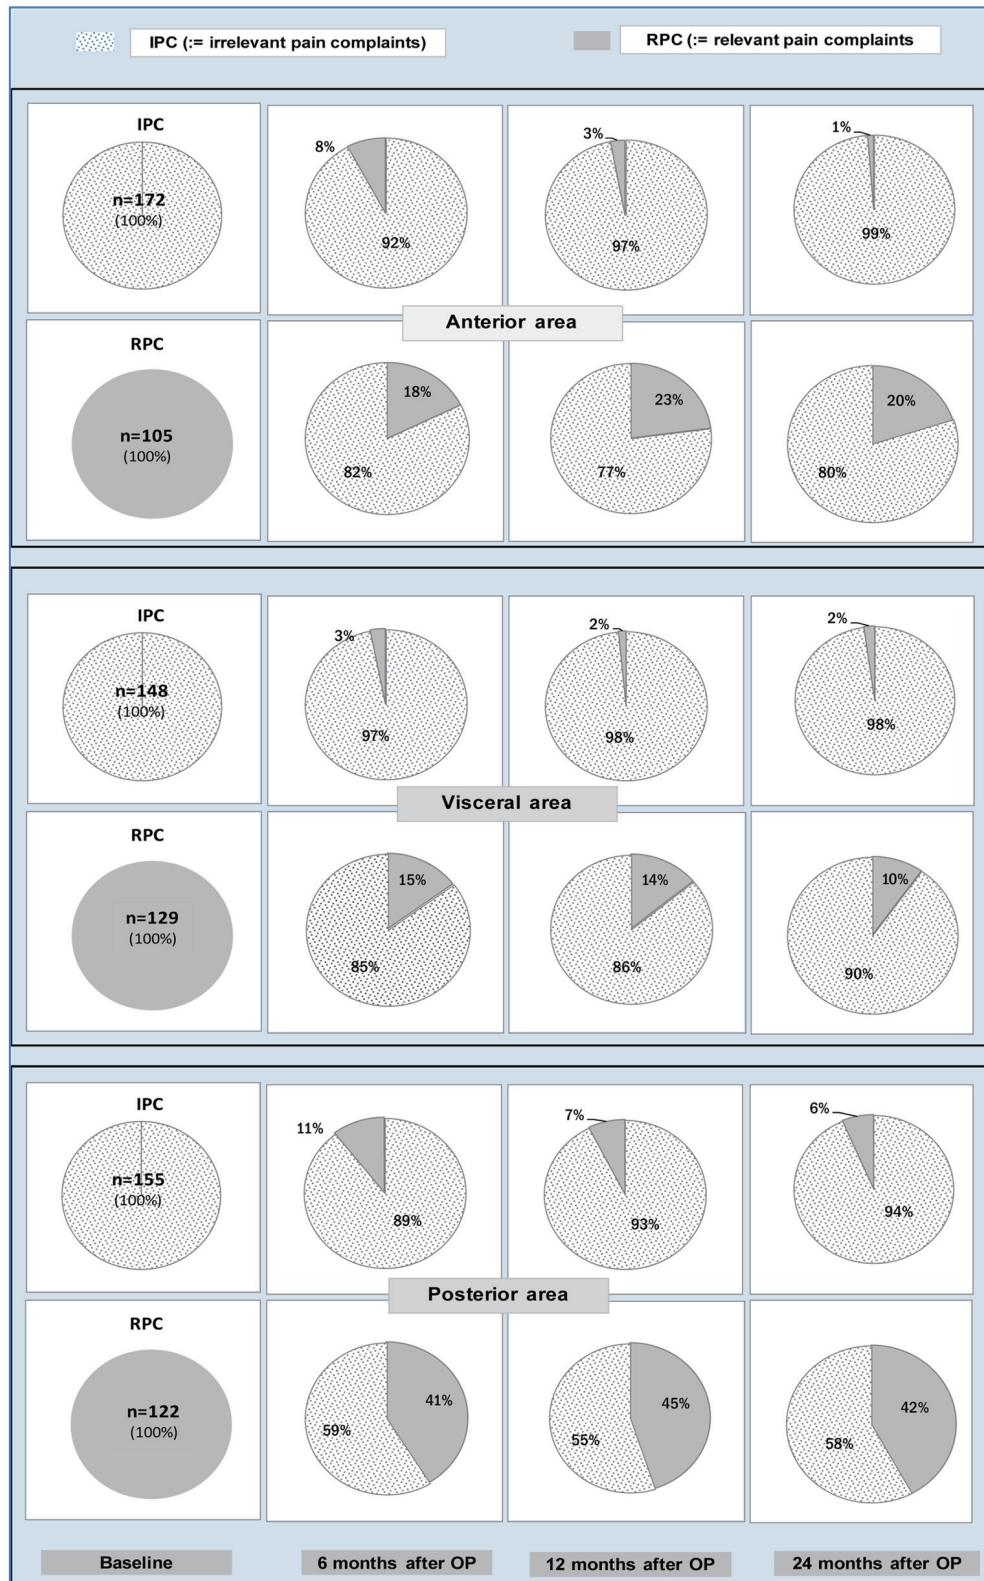 IPC (:= irrelevant pain complaints)
RPC (:= relevant pain complaints
IPC
n=172
(100%)
8%
92%
3%
97%
1%
99%
Anterior area
RPC
n=105
(100%)
18%
82%
23%
77%
20%
80%
IPC
n=148
(100%)
3%
97%
2%
98%
2%
98%
Visceral area
RPC
n=129
(100%)
15%
85%
14%
86%
10%
90%
IPC
n=155
(100%)
11%
89%
7%
93%
6%
94%
Posterior area
RPC
n=122
(100%)
41%
59%
45%
55%
42%
58%
Baseline
6 months after OP
12 months after OP
24 months after OP